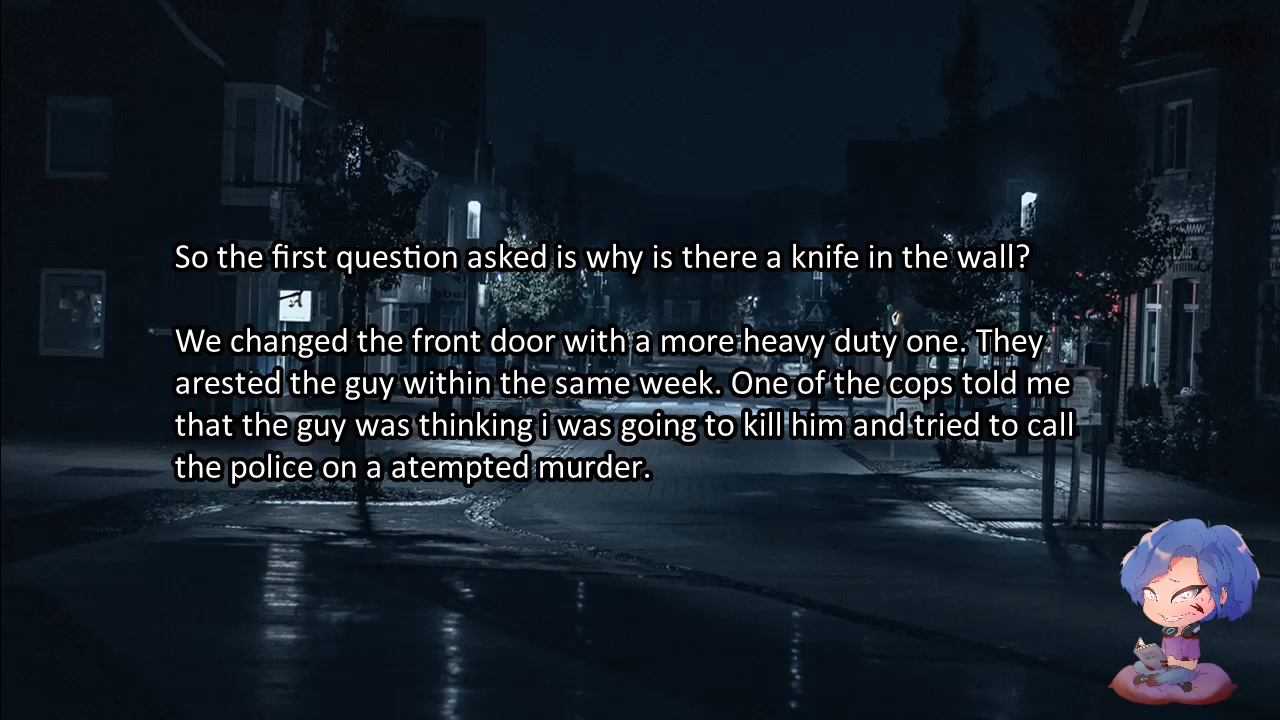 So the first question asked is why is there a knife in the wall?
We changed the front door with a more heavy duty one. They
arested the guy within the same week. One of the cops told me
that the guy was thinking i was going to kill him and tried to call
the police on a atempted murder.